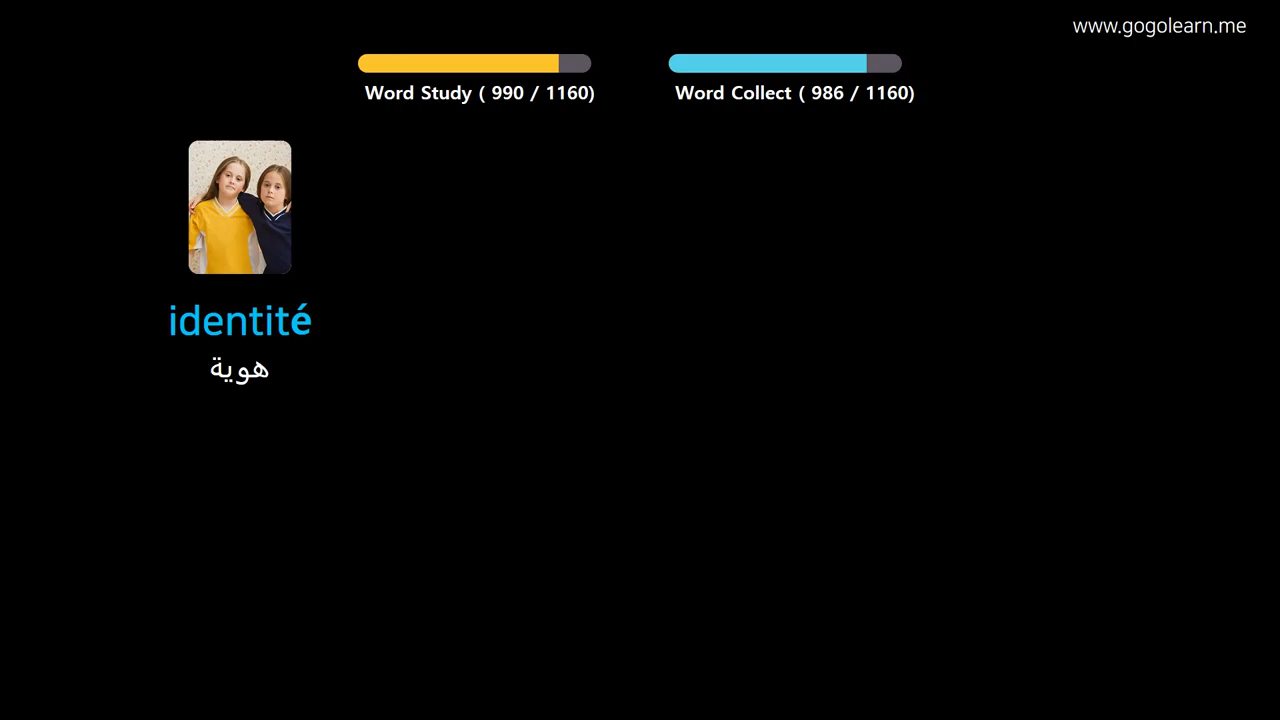 www.gogolearn.me
Word Study ( 990 / 1160)
Word Collect ( 986 / 1160)
identité
هوية